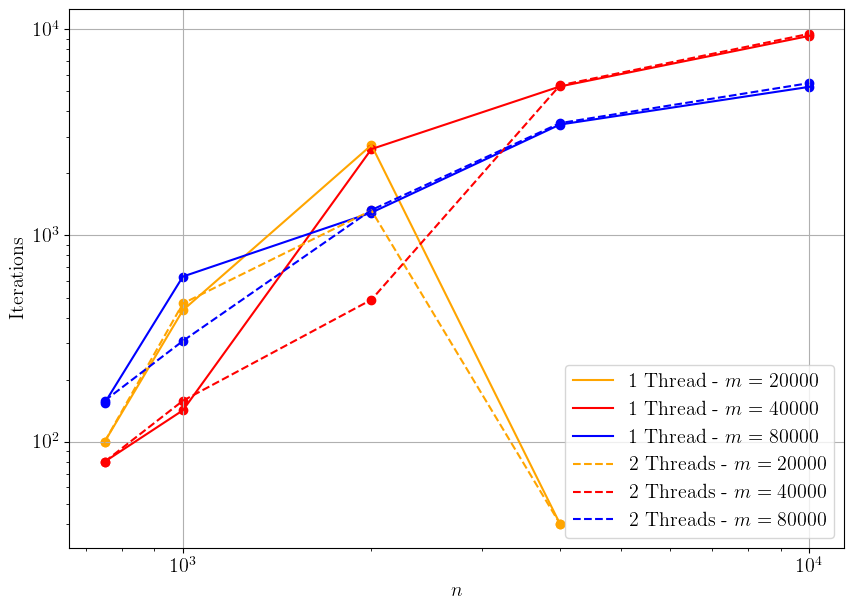 10^4
10^3
10^2
Iterations
1 Thread - m = 20000
1 Thread - m = 40000
1 Thread - m = 80000
2 Threads - m = 20000
2 Threads - m = 40000
2 Threads - m = 80000
10^3 10^4
n